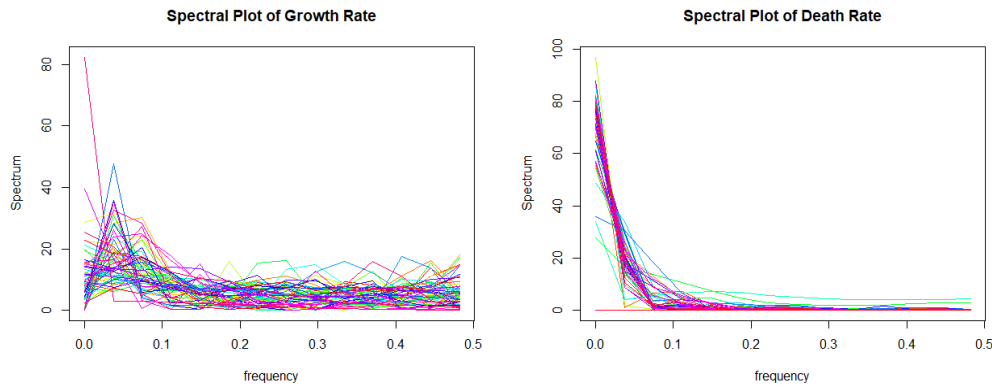 Spectral Plot of Growth Rate
Spectrum
80
60
40
20
0
0.0 0.1 0.2 0.3 0.4 0.5
frequency
Spectral Plot of Death Rate
Spectrum
100
80
60
40
20
0
0.0 0.1 0.2 0.3 0.4 0.5
frequency